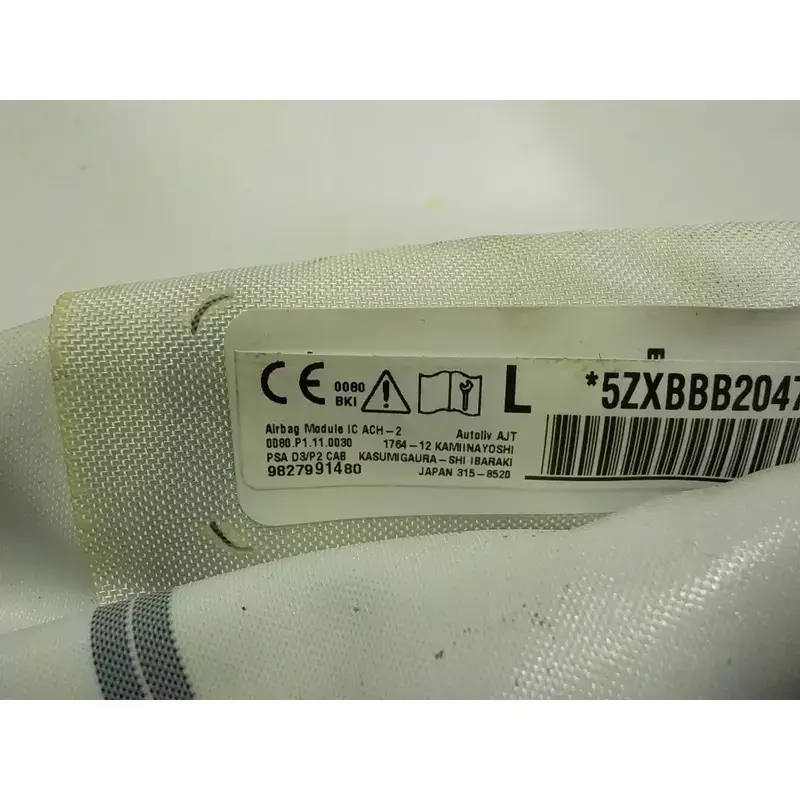 CE 0080 BKI L *5ZXBBB2047
Airbag Module IC ACH-2 Autoliv AJT
0080.P1.11.0030 1764-12 KAMIINAYOSHI
PSA D3/P2 CAB KASUMIGAURA-SHI IBARAKI
9827991480 JAPAN 315-8520